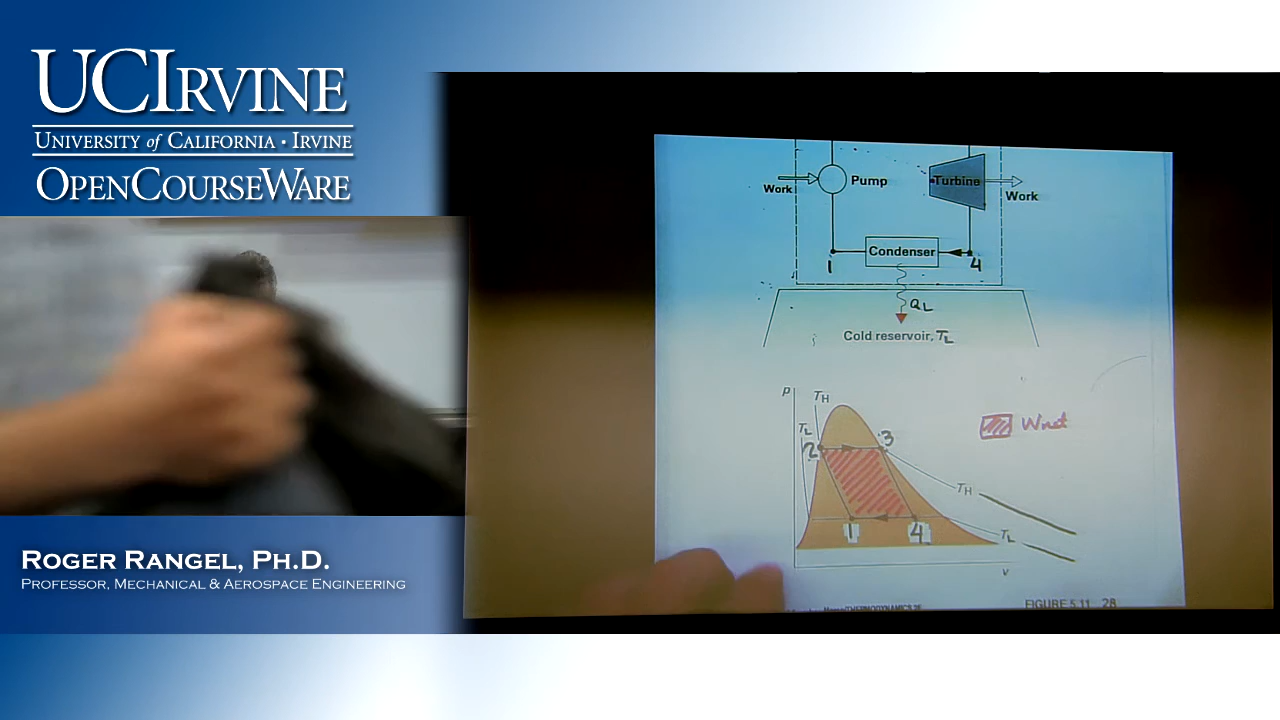 UCIRVINE
UNIVERSITY of CALIFORNIA · IRVINE
OPENCOURSEWARE
ROGER RANGEL, PH.D.
PROFESSOR, MECHANICAL & AEROSPACE ENGINEERING
Work
Pump
Turbine
Work
Condenser
1
4
QL
Cold reservoir, TL
P
TH
TL
2
3
Wnet
TH
1
4
TL
v
THERMODYNAMICS
FIGURE 5.11 28